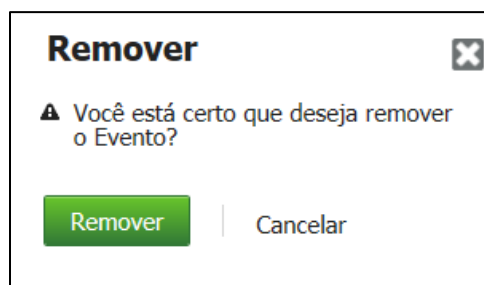 Remover
Você está certo que deseja remover
o Evento?
Remover
Cancelar